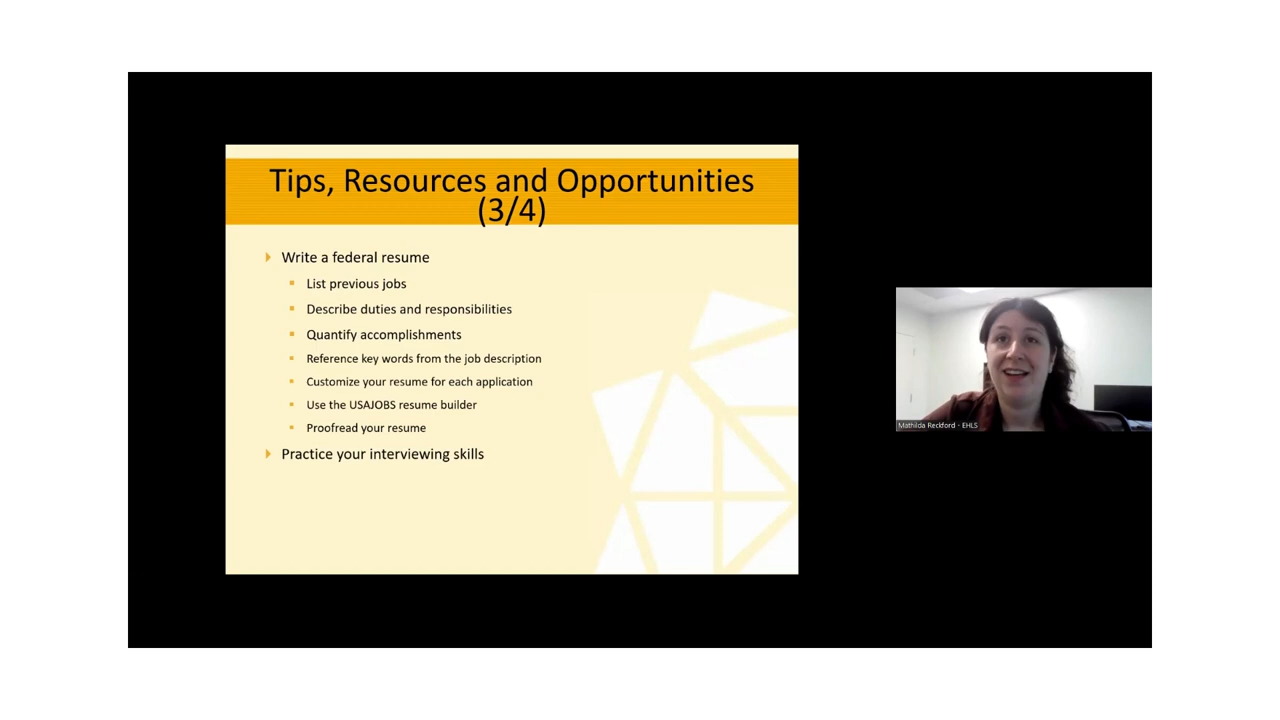 Tips, Resources and Opportunities
(3/4)
Write a federal resume
List previous jobs
Describe duties and responsibilities
Quantify accomplishments
Reference key words from the job description
Customize your resume for each application
Use the USAJOBS resume builder
Proofread your resume
Practice your interviewing skills
Mathilda Reckford - EHLS